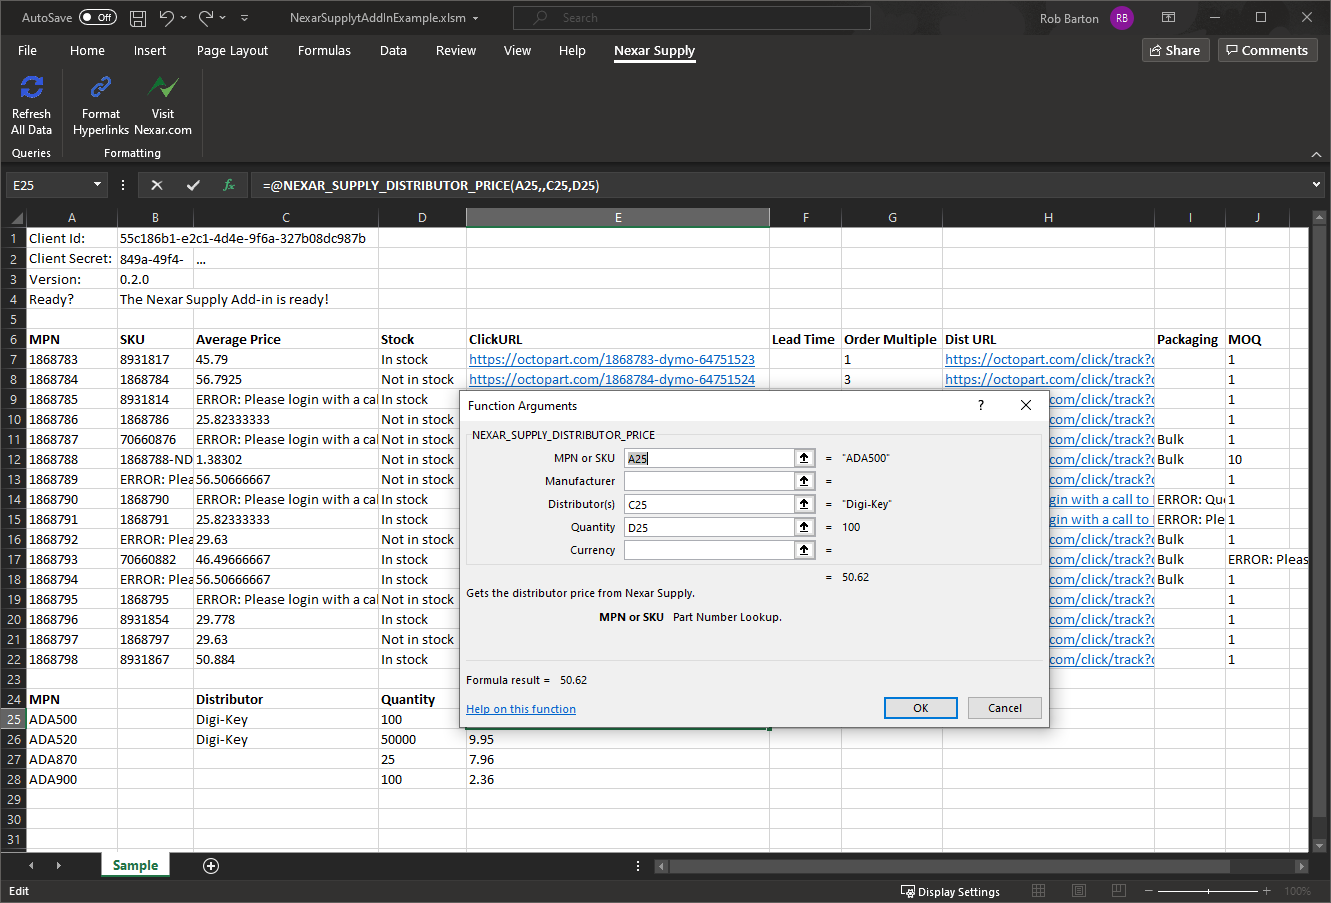 AutoSave Off NexarSupplytAddInExample.xlsm Search Rob Barton RB
File Home Insert Page Layout Formulas Data Review View Help Nexar Supply Share Comments
Refresh All Data
Format Hyperlinks
Visit Nexar.com
Queries Formatting
E25 fx =@NEXAR_SUPPLY_DISTRIBUTOR_PRICE(A25,,C25,D25)
A B C D E F G H I J
1 Client Id: 55c186b1-e2c1-4d4e-9f6a-327b08dc987b
2 Client Secret: 849a-49f4- ...
3 Version: 0.2.0
4 Ready? The Nexar Supply Add-in is ready!
5
6 MPN SKU Average Price Stock ClickURL Lead Time Order Multiple Dist URL Packaging MOQ
7 1868783 8931817 45.79 In stock https://octopart.com/1868783-dymo-64751523 1 https://octopart.com/click/track?c 1
8 1868784 1868784 56.7925 Not in stock https://octopart.com/1868784-dymo-64751524 3 https://octopart.com/click/track?c 1
9 1868785 8931814 ERROR: Please login with a cal In stock com/click/track?c 1
10 1868786 1868786 25.82333333 Not in stock com/click/track?c 1
11 1868787 70660876 ERROR: Please login with a cal Not in stock com/click/track?c Bulk 1
12 1868788 1868788-ND 1.38302 Not in stock com/click/track?c Bulk 10
13 1868789 ERROR: Plea 56.50666667 Not in stock com/click/track?c 1
14 1868790 1868790 ERROR: Please login with a cal Not in stock gin with a call to I ERROR: Que 1
15 1868791 1868791 25.82333333 Not in stock gin with a call to I ERROR: Plea 1
16 1868792 ERROR: Plea 29.63 Not in stock com/click/track?c Bulk 1
17 1868793 70660882 46.49666667 In stock com/click/track?c Bulk ERROR: Please
18 1868794 ERROR: Plea 56.50666667 In stock com/click/track?c Bulk 1
19 1868795 1868795 ERROR: Please login with a cal Not in stock com/click/track?c 1
20 1868796 8931854 29.778 In stock com/click/track?c 1
21 1868797 1868797 29.63 Not in stock com/click/track?c 1
22 1868798 8931867 50.884 In stock com/click/track?c 1
23
24 MPN Distributor Quantity
25 ADA500 Digi-Key 100
26 ADA520 Digi-Key 50000 9.95
27 ADA870 25 7.96
28 ADA900 100 2.36
29
30
31
Function Arguments ?
NEXAR_SUPPLY_DISTRIBUTOR_PRICE
MPN or SKU A25 = "ADA500"
Manufacturer =
Distributor(s) C25 = "Digi-Key"
Quantity D25 = 100
Currency =
= 50.62
Gets the distributor price from Nexar Supply.
MPN or SKU Part Number Lookup.
Formula result = 50.62
Help on this function OK Cancel
Sample
Edit Display Settings 100%